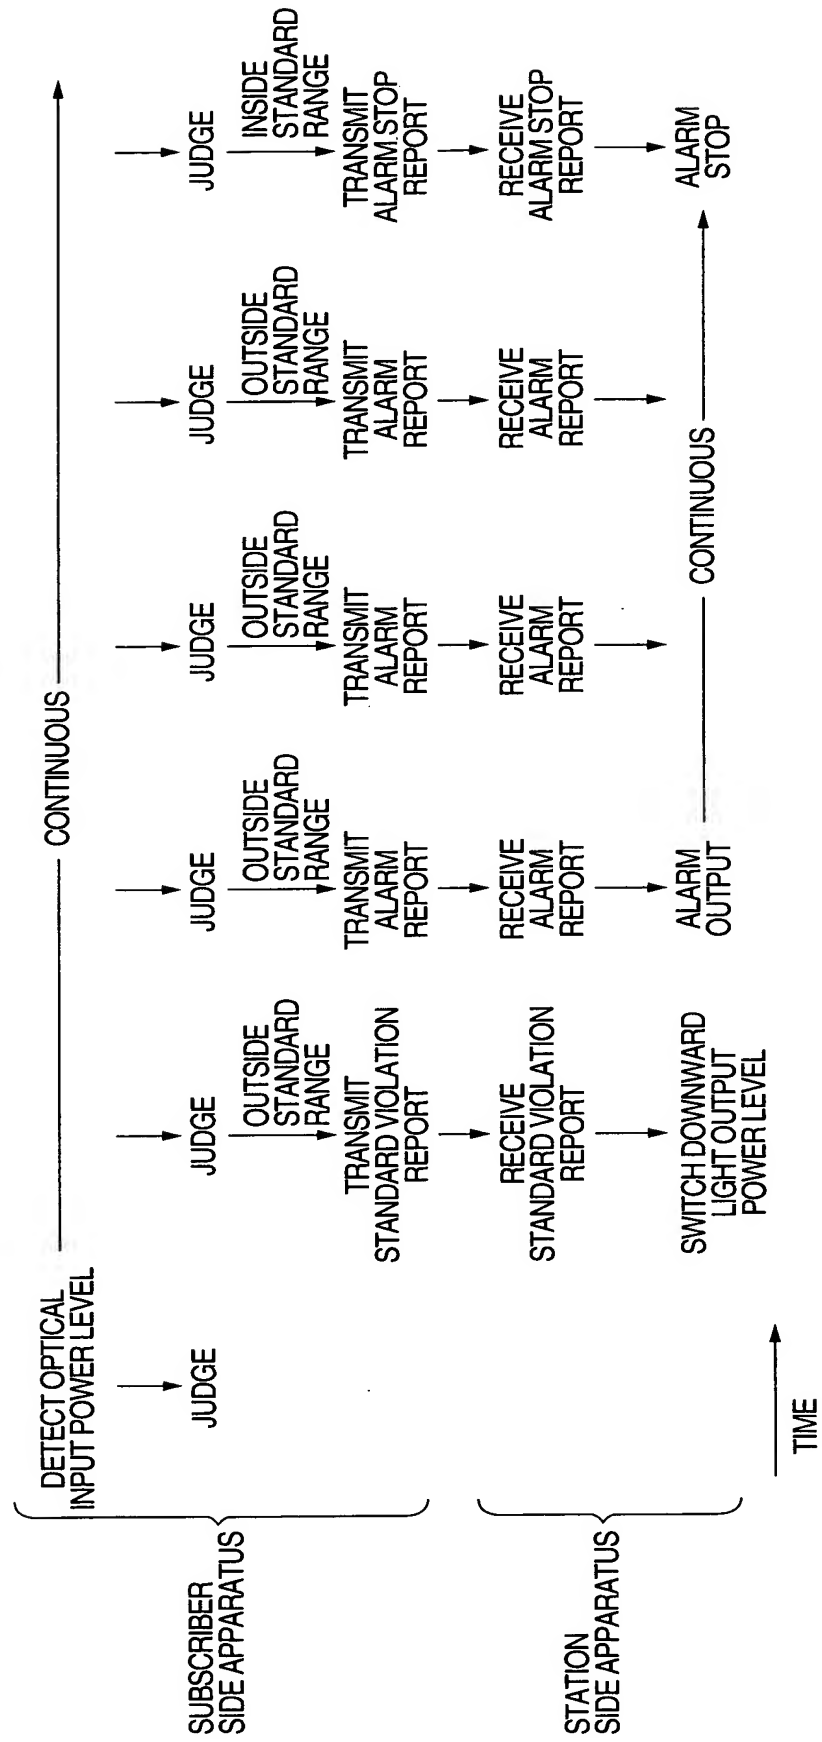 DETECT OPTICAL
INPUT POWER LEVEL
CONTINUOUS
SUBSCRIBER
SIDE APPARATUS
JUDGE
JUDGE
JUDGE
JUDGE
JUDGE
JUDGE
OUTSIDE
STANDARD
RANGE
OUTSIDE
STANDARD
RANGE
OUTSIDE
STANDARD
RANGE
OUTSIDE
STANDARD
RANGE
INSIDE
STANDARD
RANGE
TRANSMIT
STANDARD VIOLATION
REPORT
TRANSMIT
ALARM
REPORT
TRANSMIT
ALARM
REPORT
TRANSMIT
ALARM
REPORT
TRANSMIT
ALARM STOP
REPORT
STATION
SIDE APPARATUS
RECEIVE
STANDARD VIOLATION
REPORT
RECEIVE
ALARM
REPORT
RECEIVE
ALARM
REPORT
RECEIVE
ALARM
REPORT
RECEIVE
ALARM STOP
REPORT
SWITCH DOWNWARD
LIGHT OUTPUT
POWER LEVEL
ALARM
OUTPUT
CONTINUOUS
ALARM
STOP
TIME